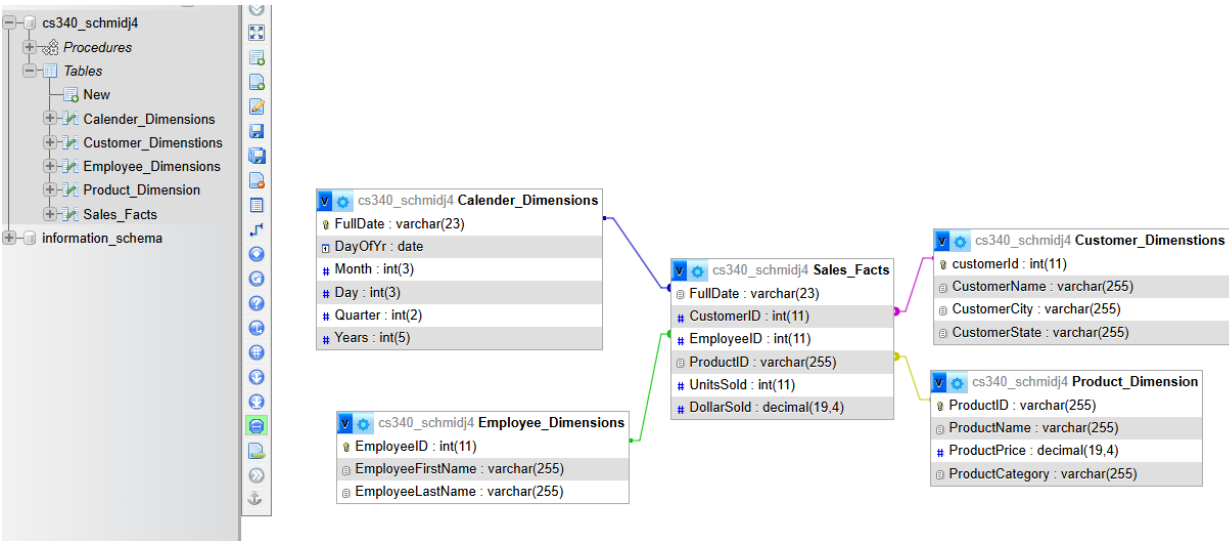 cs340_schmidj4
Procedures
Tables
New
Calender_Dimensions
Customer_Dimenstions
Employee_Dimensions
Product_Dimension
Sales_Facts
information_schema
V cs340_schmidj4 Calender_Dimensions
FullDate : varchar(23)
DayOfYr : date
# Month : int(3)
# Day : int(3)
# Quarter : int(2)
# Years : int(5)
V cs340_schmidj4 Employee_Dimensions
EmployeeID : int(11)
EmployeeFirstName : varchar(255)
EmployeeLastName : varchar(255)
V cs340_schmidj4 Sales_Facts
FullDate : varchar(23)
# CustomerID : int(11)
# EmployeeID : int(11)
ProductID : varchar(255)
# UnitsSold : int(11)
# DollarSold : decimal(19,4)
V cs340_schmidj4 Customer_Dimenstions
customerId : int(11)
CustomerName : varchar(255)
CustomerCity : varchar(255)
CustomerState : varchar(255)
V cs340_schmidj4 Product_Dimension
ProductID : varchar(255)
ProductName : varchar(255)
# ProductPrice : decimal(19,4)
ProductCategory : varchar(255)